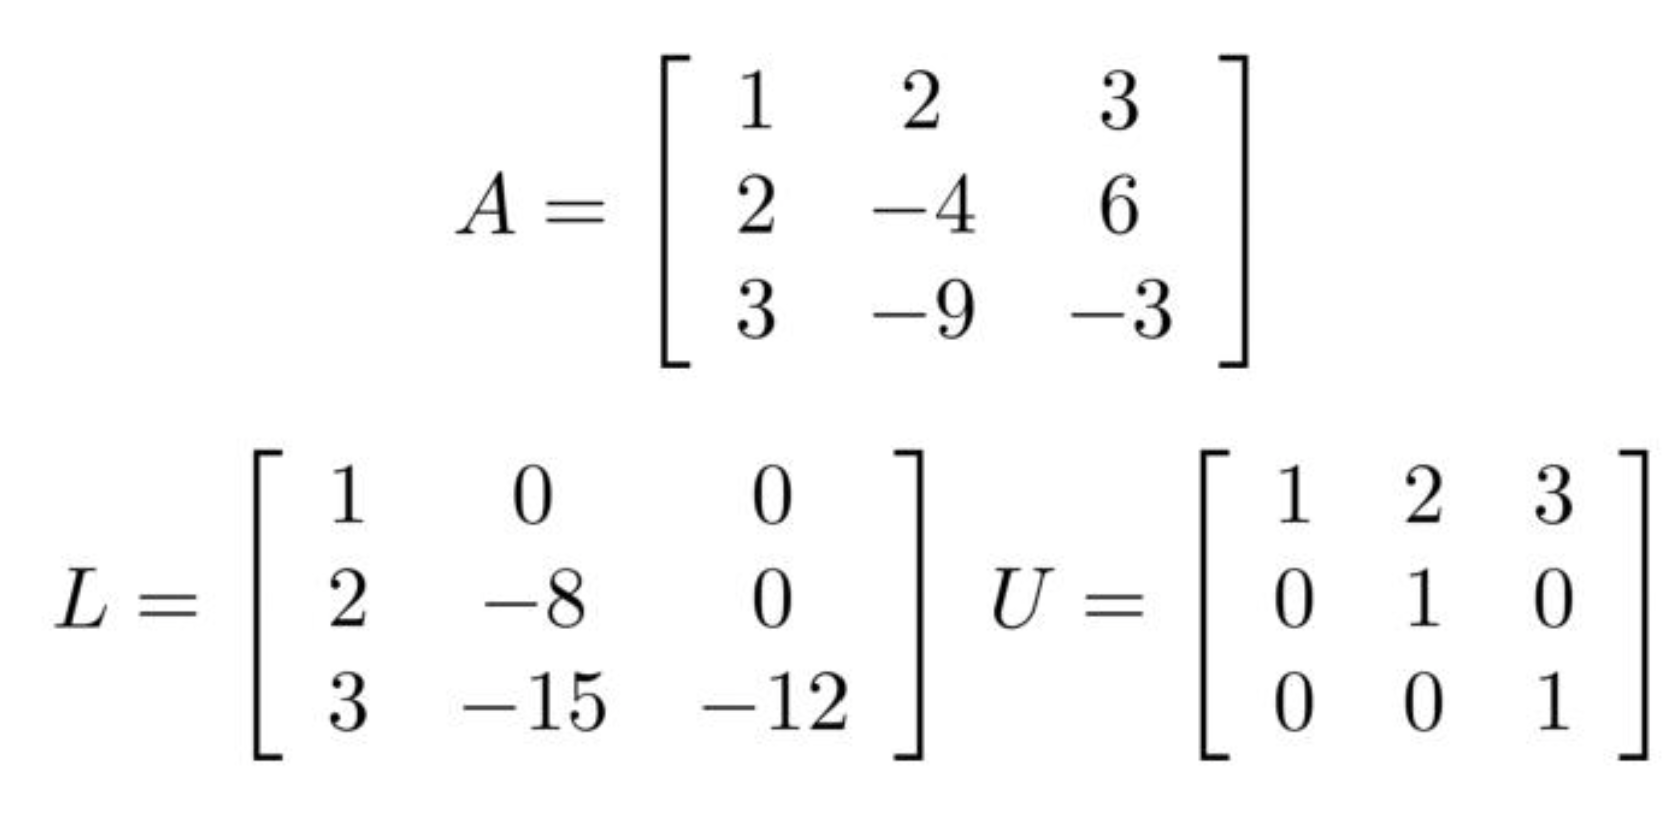 A = [ 1 2 3
2 −4 6
3 −9 −3 ]
L = [ 1 0 0
2 −8 0
3 −15 −12 ] U = [ 1 2 3
0 1 0
0 0 1 ]